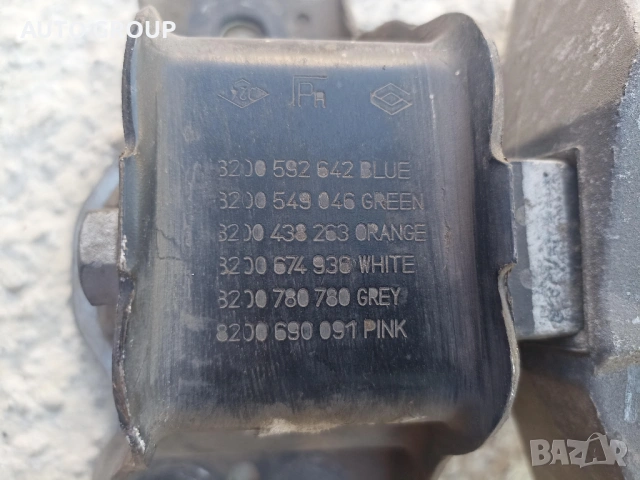 AUTO GROUP
PR
8200 592 642 BLUE
8200 549 046 GREEN
8200 438 263 ORANGE
8200 674 936 WHITE
8200 780 780 GREY
8200 690 091 PINK
BAZAR